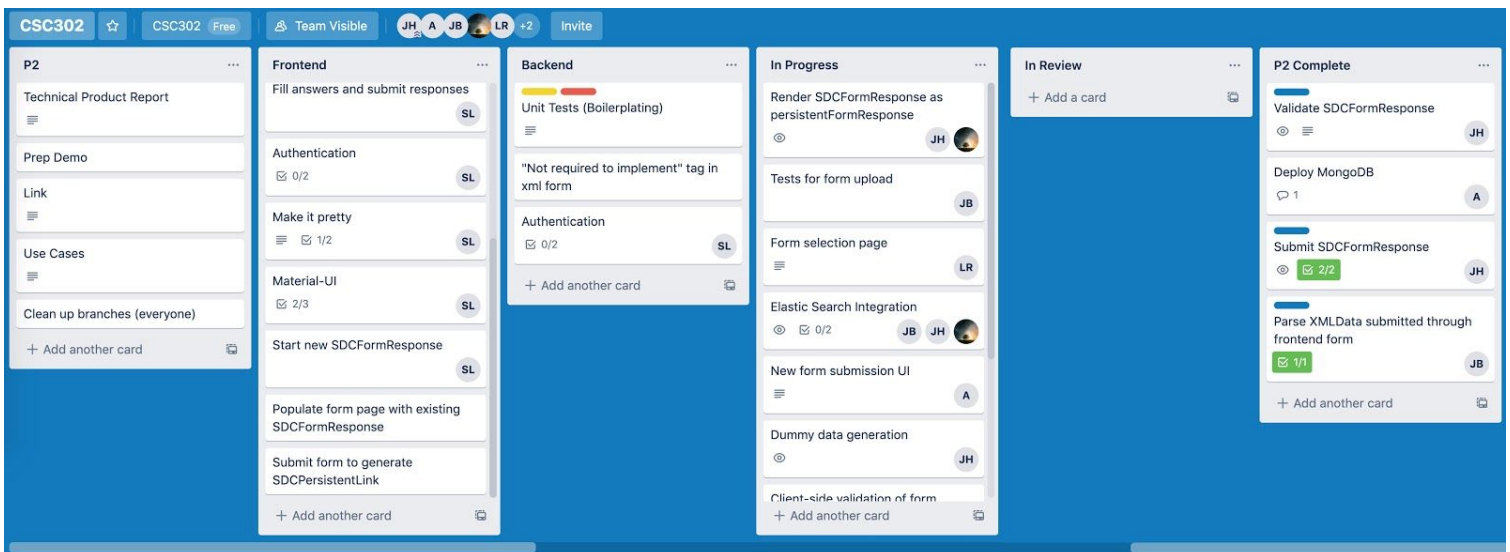 CSC302
CSC302 Free
Team Visible
JH A JB LR +2
Invite
P2
Technical Product Report
Prep Demo
Link
Use Cases
Clean up branches (everyone)
+ Add another card
Frontend
Fill answers and submit responses
SL
Authentication
0/2
SL
Make it pretty
1/2
SL
Material-UI
2/3
SL
Start new SDCFormResponse
SL
Populate form page with existing
SDCFormResponse
Submit form to generate
SDCPersistentLink
+ Add another card
Backend
Unit Tests (Boilerplating)
"Not required to implement" tag in
xml form
Authentication
0/2
SL
+ Add another card
In Progress
Render SDCFormResponse as
persistentFormResponse
JH
Tests for form upload
JB
Form selection page
LR
Elastic Search Integration
0/2
JB JH
New form submission UI
A
Dummy data generation
JH
Client-side validation of form
+ Add another card
In Review
+ Add a card
P2 Complete
Validate SDCFormResponse
JH
Deploy MongoDB
1
A
Submit SDCFormResponse
2/2
JH
Parse XMLData submitted through
frontend form
1/1
JB
+ Add another card